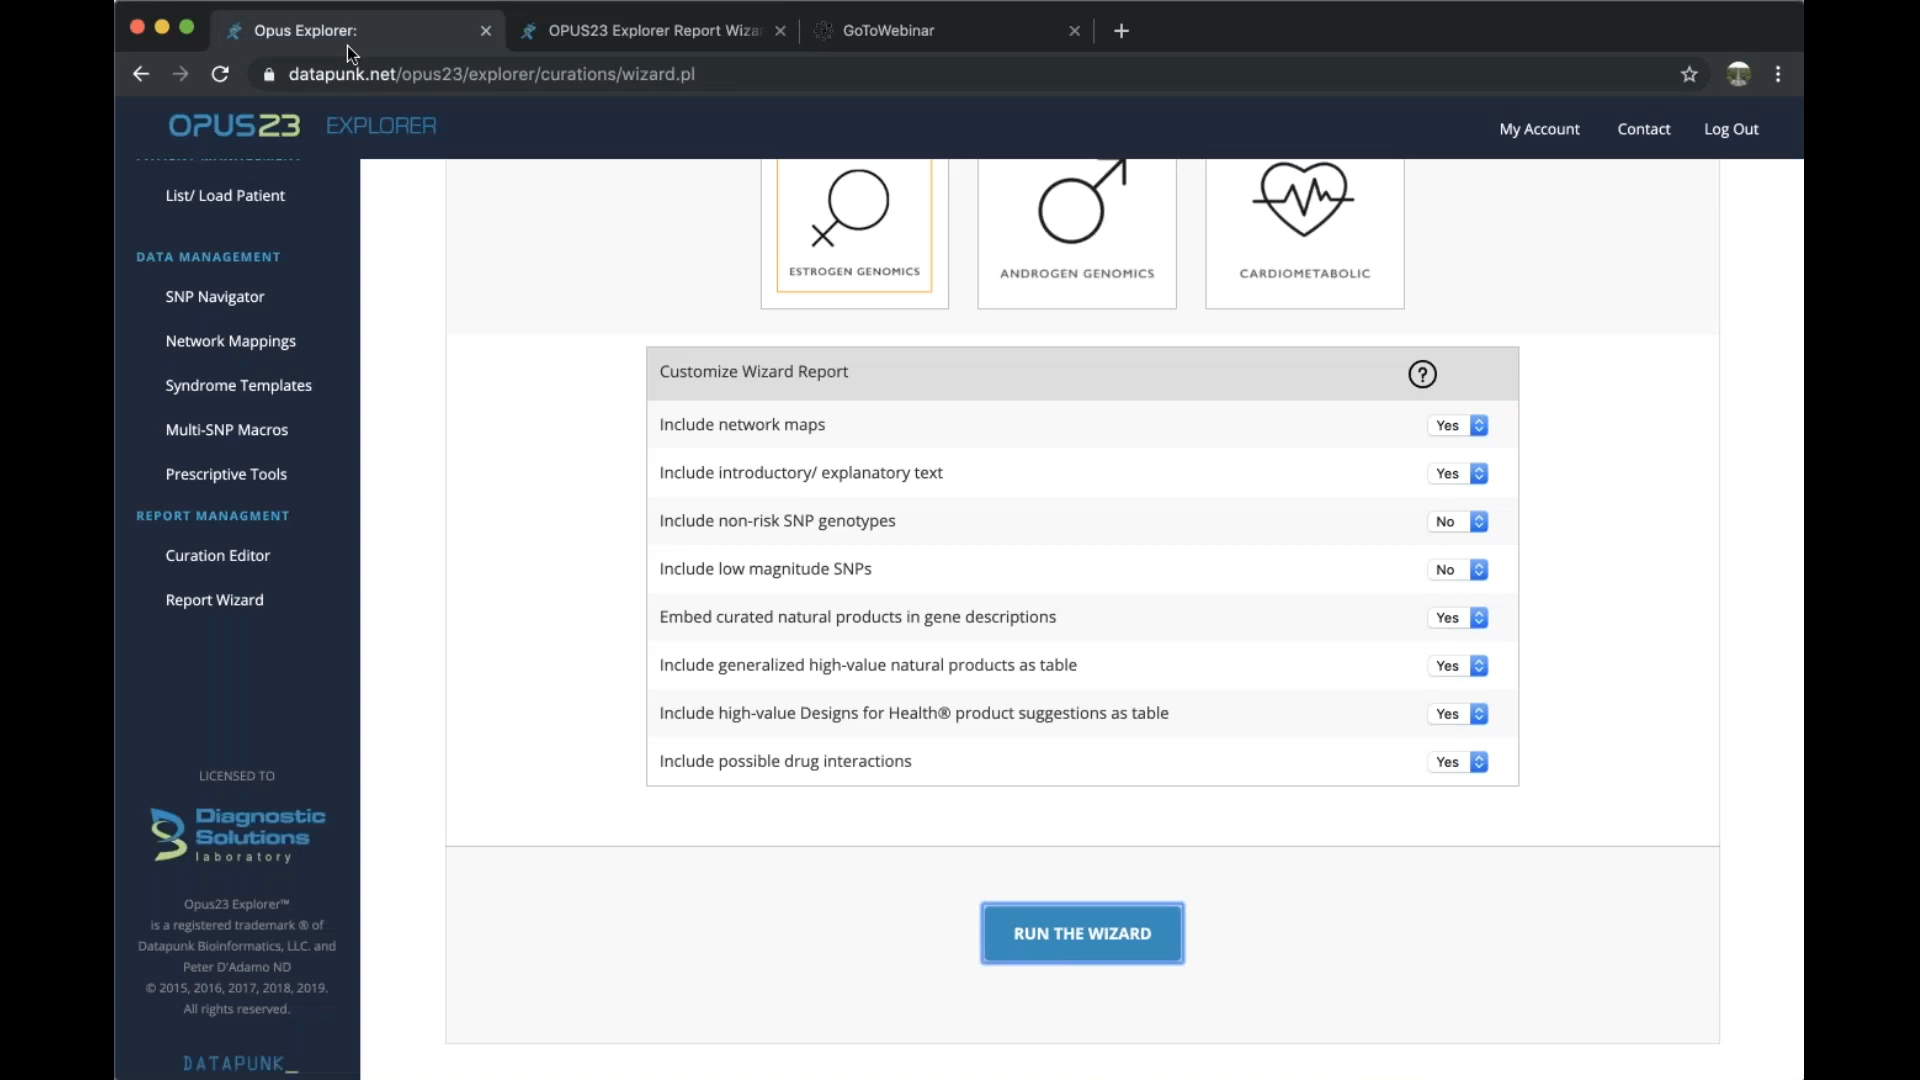 Opus Explorer:
OPUS23 Explorer Report Wizar
GoToWebinar
datapunk.net/opus23/explorer/curations/wizard.pl
OPUS23 EXPLORER
My Account
Contact
Log Out
List/ Load Patient
DATA MANAGEMENT
SNP Navigator
Network Mappings
Syndrome Templates
Multi-SNP Macros
Prescriptive Tools
REPORT MANAGMENT
Curation Editor
Report Wizard
LICENSED TO
Diagnostic
Solutions
laboratory
Opus23 Explorer™
is a registered trademark ® of
Datapunk Bioinformatics, LLC. and
Peter D'Adamo ND
© 2015, 2016, 2017, 2018, 2019.
All rights reserved.
DATAPUNK_
ESTROGEN GENOMICS
ANDROGEN GENOMICS
CARDIOMETABOLIC
Customize Wizard Report ?
Include network maps Yes
Include introductory/ explanatory text Yes
Include non-risk SNP genotypes No
Include low magnitude SNPs No
Embed curated natural products in gene descriptions Yes
Include generalized high-value natural products as table Yes
Include high-value Designs for Health® product suggestions as table Yes
Include possible drug interactions Yes
RUN THE WIZARD